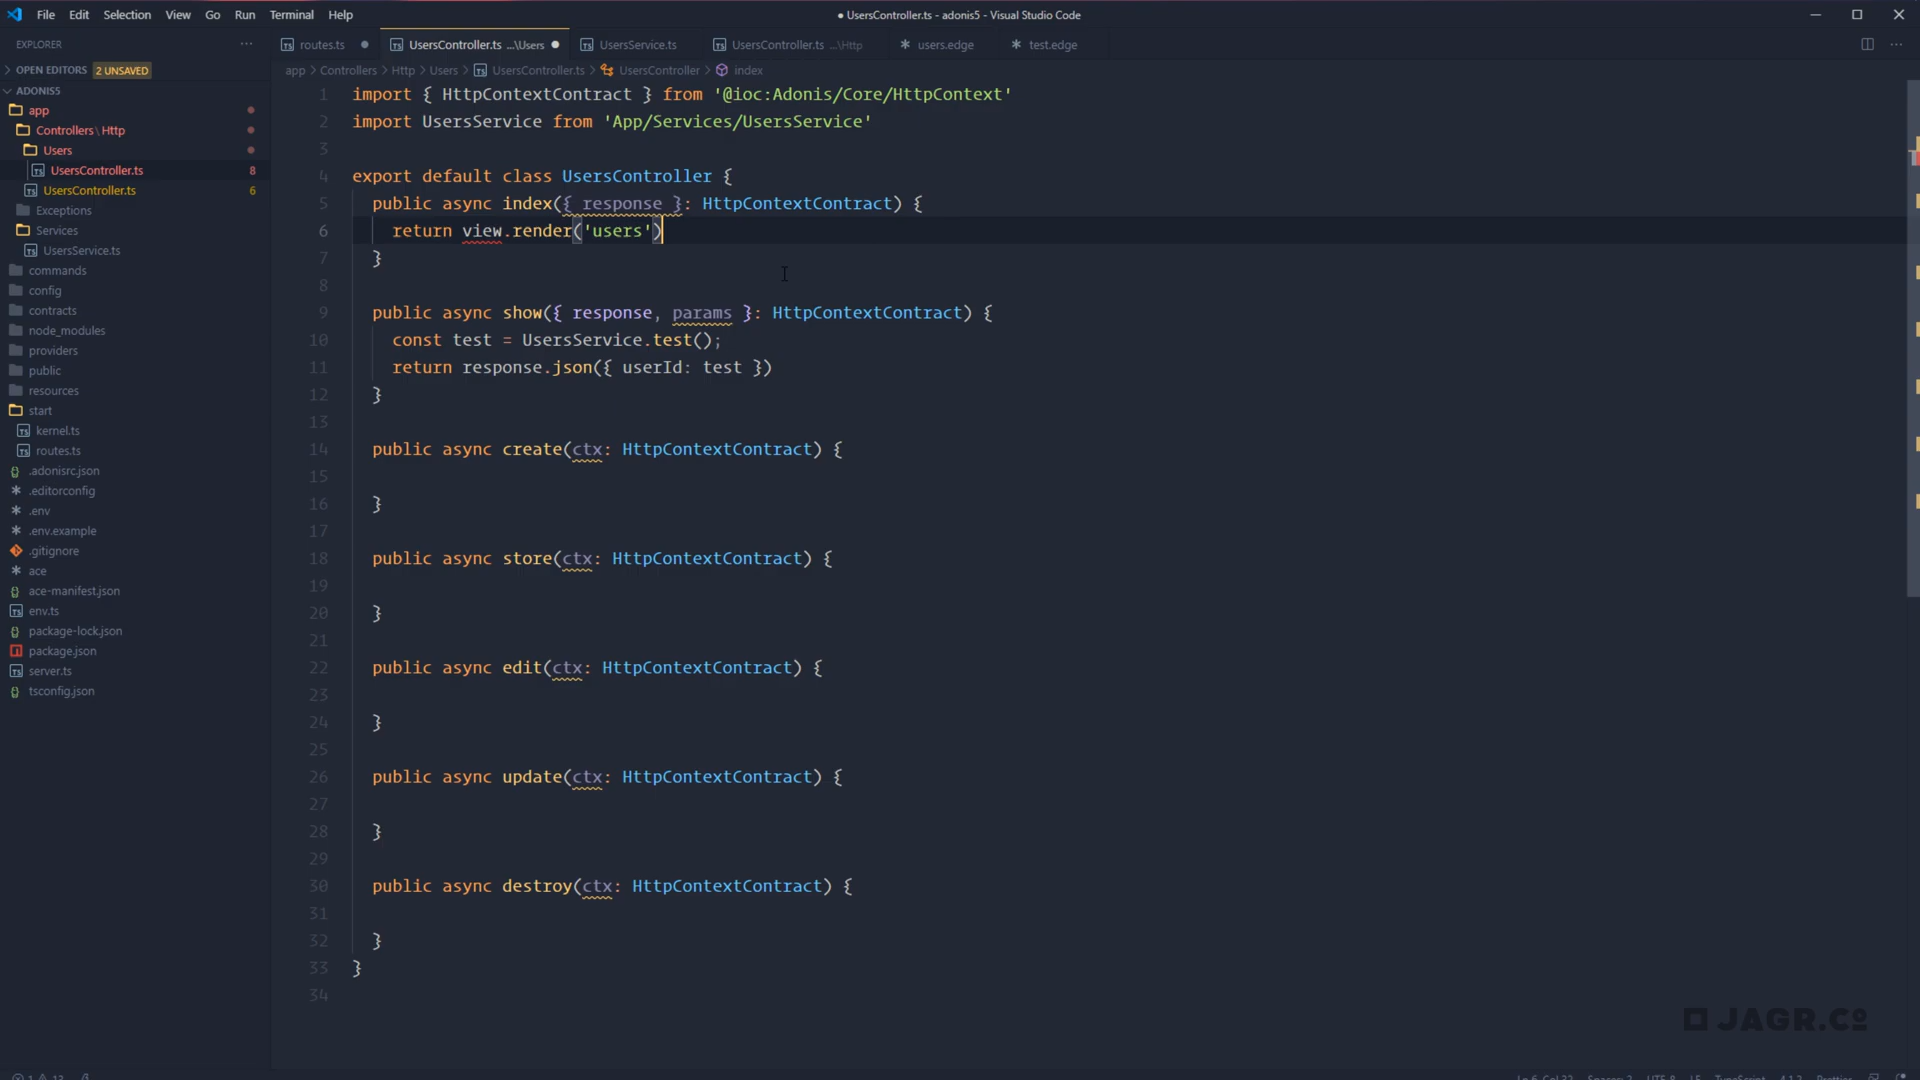 File Edit Selection View Go Run Terminal Help
● UsersController.ts - adonis5 - Visual Studio Code
EXPLORER
OPEN EDITORS 2 UNSAVED
ADONIS5
app
Controllers \ Http
Users
UsersController.ts 8
UsersController.ts 6
Exceptions
Services
UsersService.ts
commands
config
contracts
node_modules
providers
public
resources
start
kernel.ts
routes.ts
.adonisrc.json
.editorconfig
.env
.env.example
.gitignore
ace
ace-manifest.json
env.ts
package-lock.json
package.json
server.ts
tsconfig.json
routes.ts UsersController.ts ...\Users UsersService.ts UsersController.ts ...\Http users.edge test.edge
app > Controllers > Http > Users > UsersController.ts > UsersController > index
1 import { HttpContextContract } from '@ioc:Adonis/Core/HttpContext'
2 import UsersService from 'App/Services/UsersService'
3
4 export default class UsersController {
5 public async index({ response }: HttpContextContract) {
6 return view.render('users')
7 }
8
9 public async show({ response, params }: HttpContextContract) {
10 const test = UsersService.test();
11 return response.json({ userId: test })
12 }
13
14 public async create(ctx: HttpContextContract) {
15
16 }
17
18 public async store(ctx: HttpContextContract) {
19
20 }
21
22 public async edit(ctx: HttpContextContract) {
23
24 }
25
26 public async update(ctx: HttpContextContract) {
27
28 }
29
30 public async destroy(ctx: HttpContextContract) {
31
32 }
33 }
34
JAGR.Co